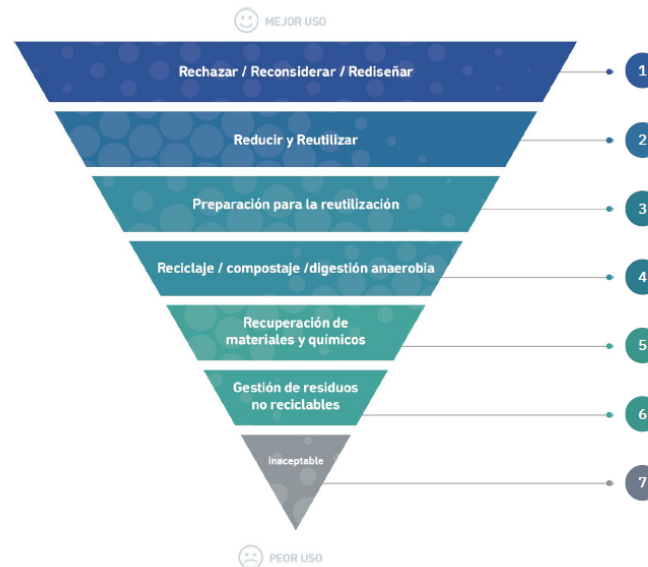 MEJOR USO
Rechazar / Reconsiderar / Rediseñar
1
Reducir y Reutilizar
2
Preparación para la reutilización
3
Reciclaje / compostaje /digestión anaerobia
4
Recuperación de
materiales y químicos
5
Gestión de residuos
no reciclables
6
Inaceptable
7
PEOR USO